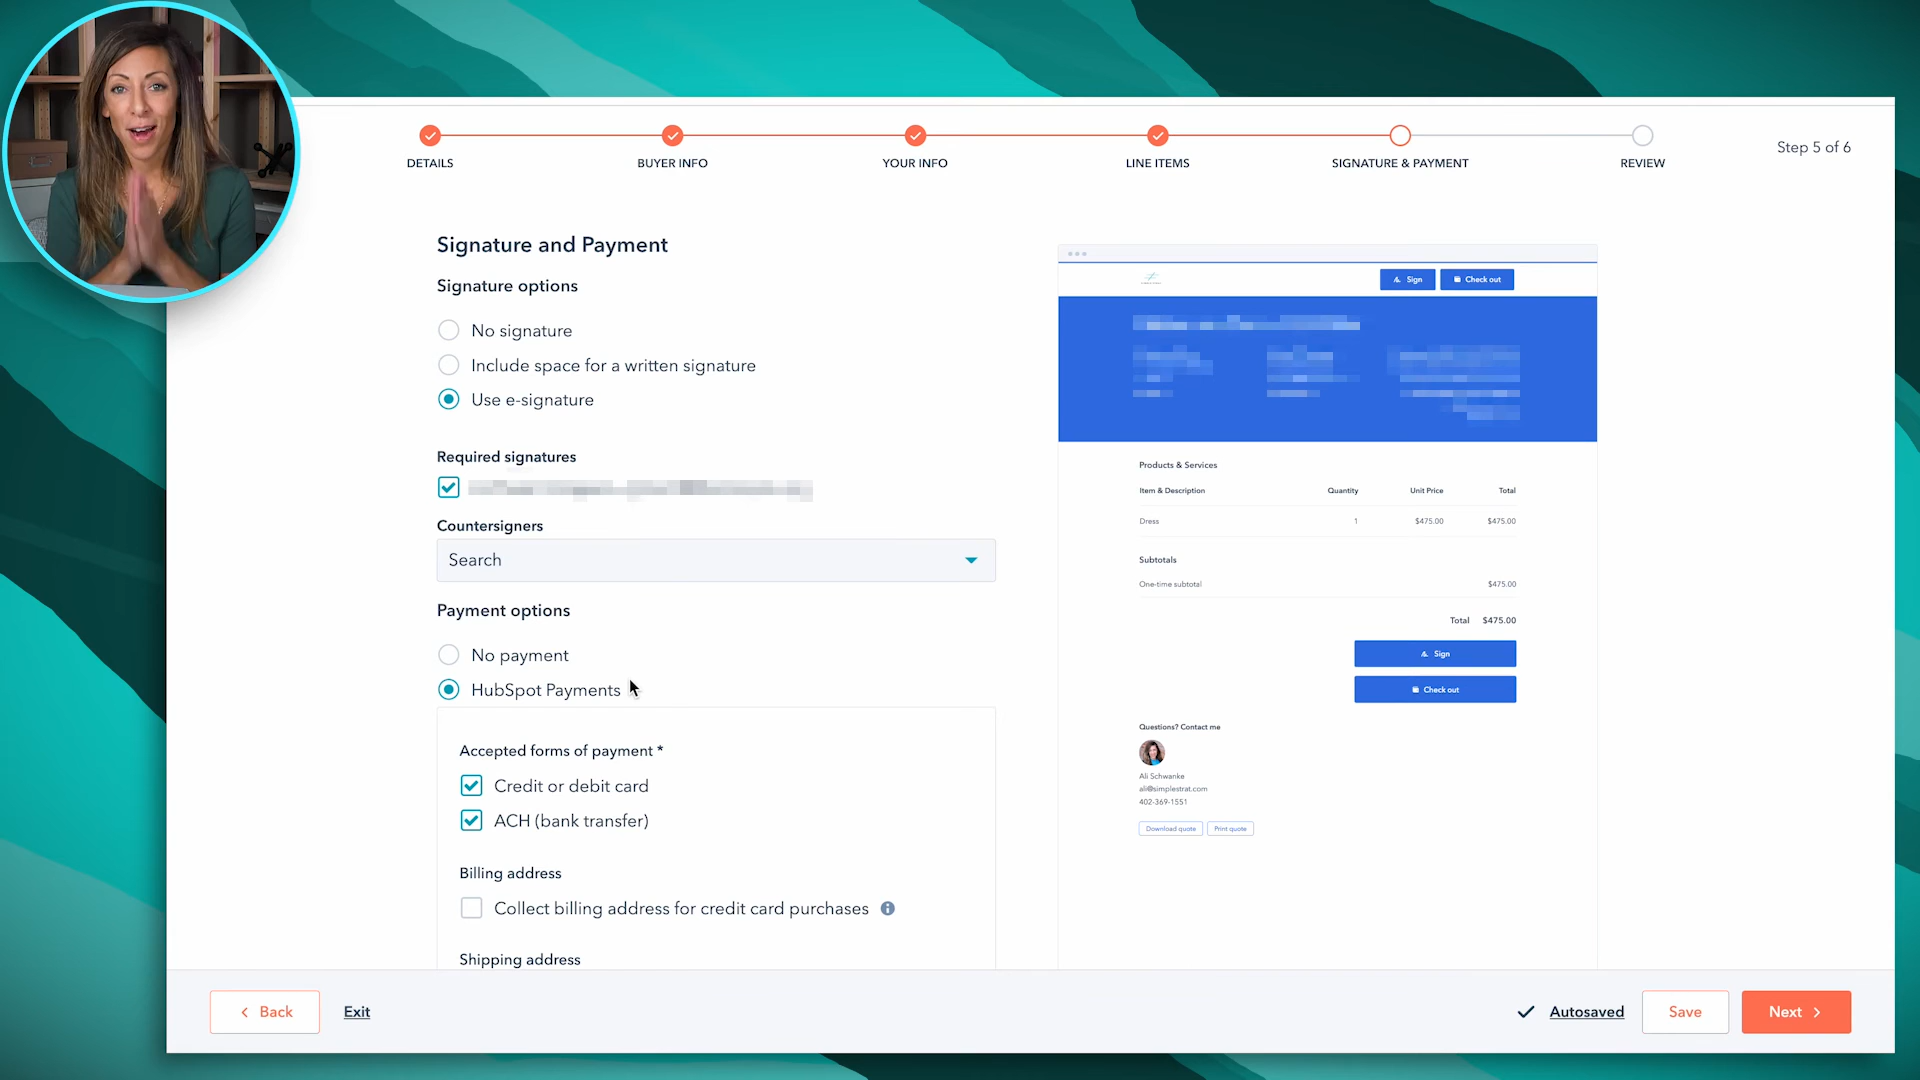 DETAILS
BUYER INFO
YOUR INFO
LINE ITEMS
SIGNATURE & PAYMENT
REVIEW
Step 5 of 6
Signature and Payment
Signature options
No signature
Include space for a written signature
Use e-signature
Required signatures
Countersigners
Search
Payment options
No payment
HubSpot Payments
Accepted forms of payment *
Credit or debit card
ACH (bank transfer)
Billing address
Collect billing address for credit card purchases
Shipping address
Sign
Check out
Products & Services
Item & Description Quantity Unit Price Total
Dress 1 $475.00 $475.00
Subtotals
One-time subtotal $475.00
Total $475.00
Sign
Check out
Questions? Contact me
Ali Schwanke
ali@simplestrat.com
402-369-1551
Download quote
Print quote
Back
Exit
Autosaved
Save
Next